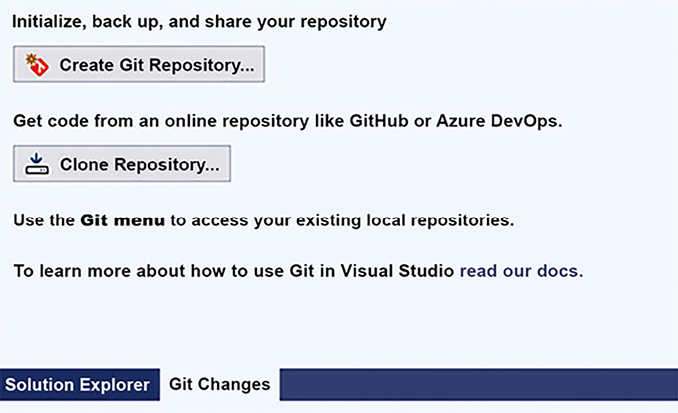 Initialize, back up, and share your repository
Create Git Repository...
Get code from an online repository like GitHub or Azure DevOps.
Clone Repository...
Use the Git menu to access your existing local repositories.
To learn more about how to use Git in Visual Studio read our docs.
Solution Explorer Git Changes